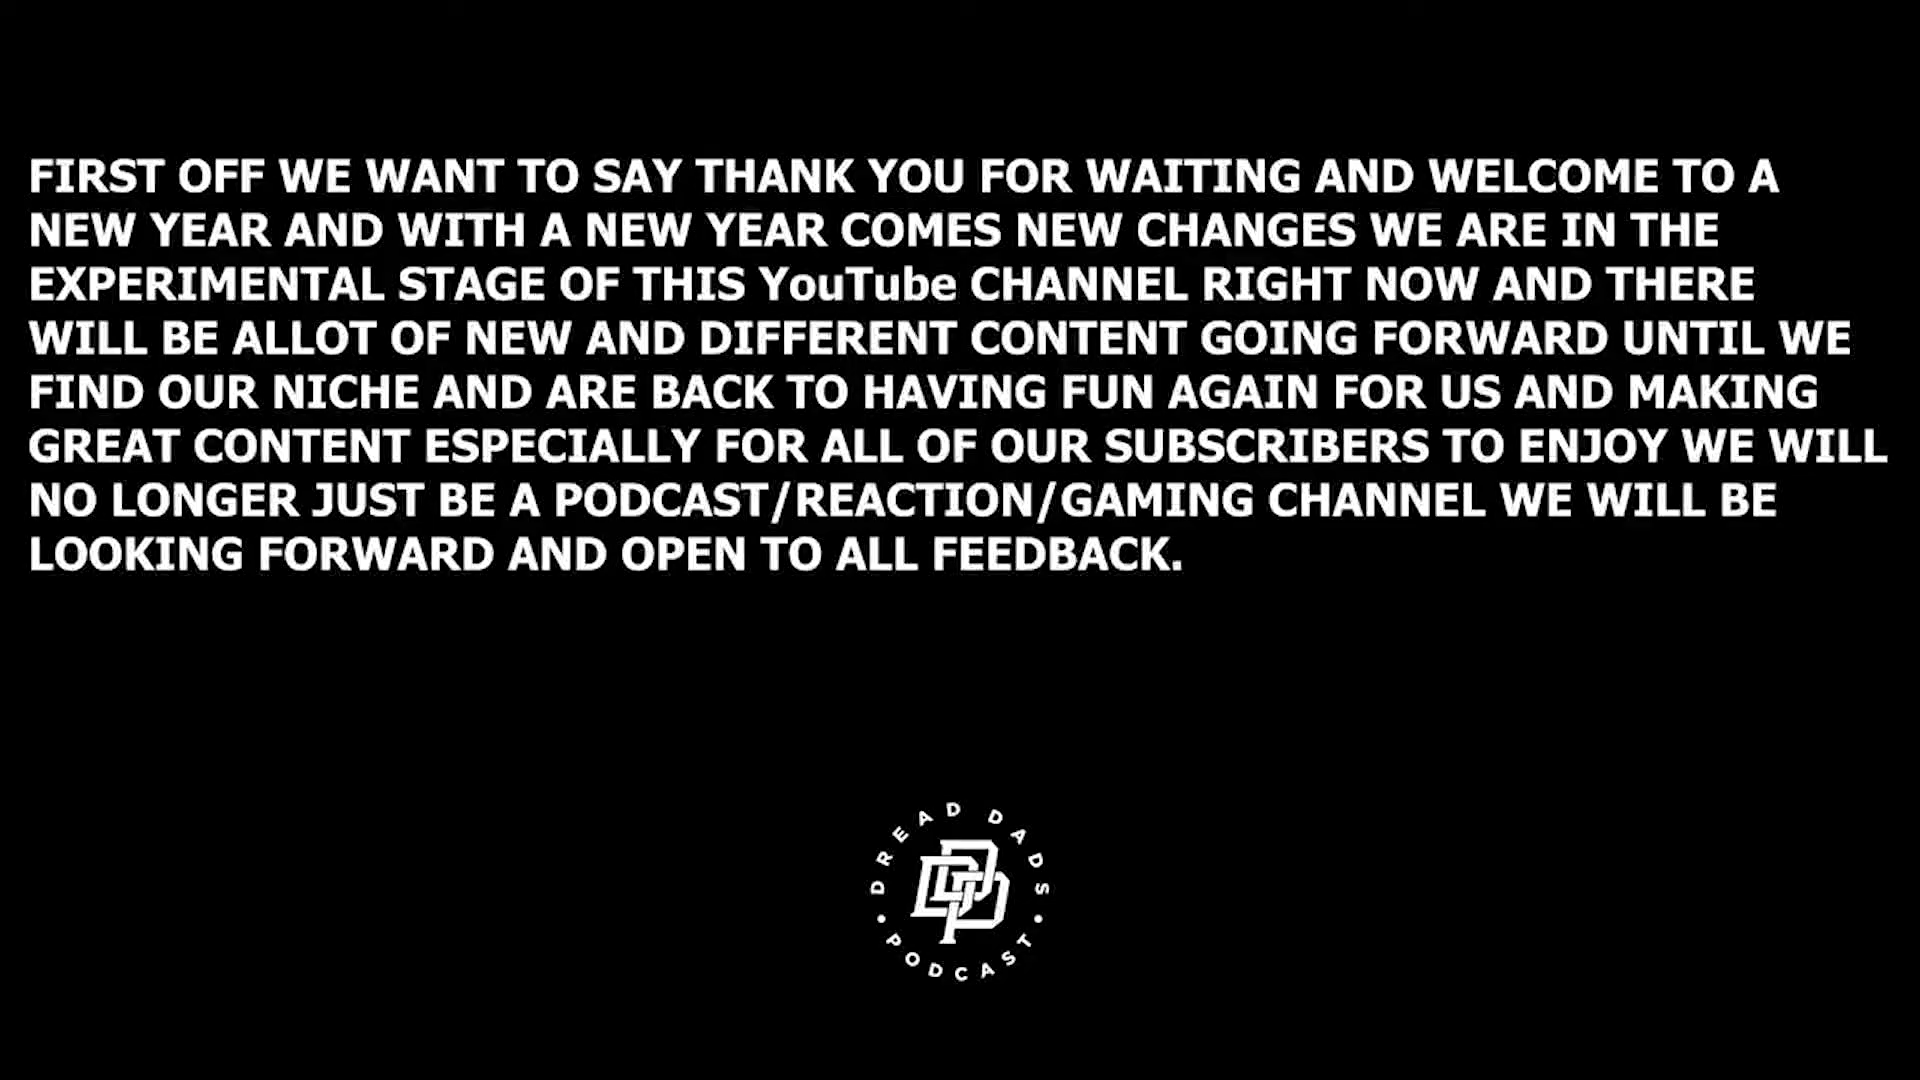 FIRST OFF WE WANT TO SAY THANK YOU FOR WAITING AND WELCOME TO A
NEW YEAR AND WITH A NEW YEAR COMES NEW CHANGES WE ARE IN THE
EXPERIMENTAL STAGE OF THIS YouTube CHANNEL RIGHT NOW AND THERE
WILL BE ALLOT OF NEW AND DIFFERENT CONTENT GOING FORWARD UNTIL WE
FIND OUR NICHE AND ARE BACK TO HAVING FUN AGAIN FOR US AND MAKING
GREAT CONTENT ESPECIALLY FOR ALL OF OUR SUBSCRIBERS TO ENJOY WE WILL
NO LONGER JUST BE A PODCAST/REACTION/GAMING CHANNEL WE WILL BE
LOOKING FORWARD AND OPEN TO ALL FEEDBACK.
DREAD DADS
DDP
• PODCAST •